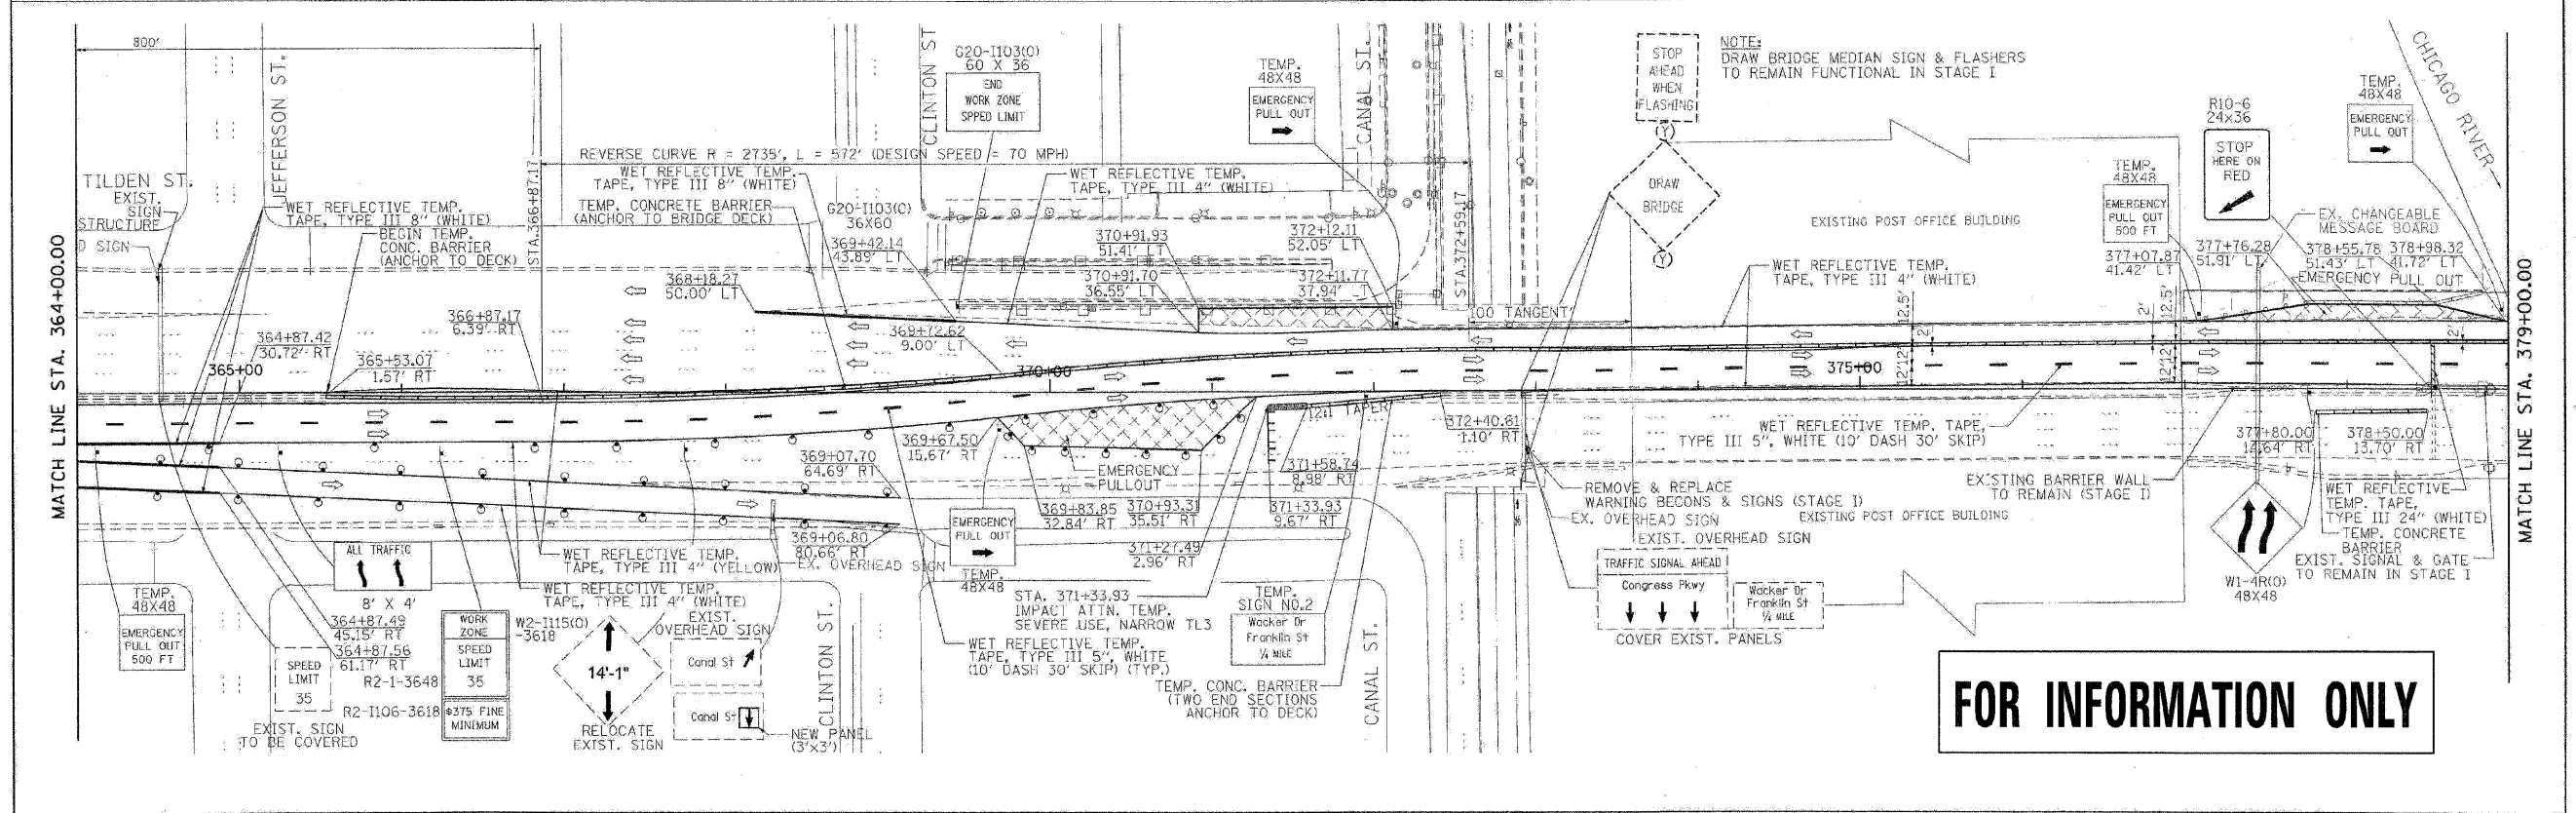 800'
JEFFERSON ST.
TILDEN ST.
EXIST.
SIGN
STRUCTURE
D SIGN
MATCH LINE STA. 364+00.00
WET REFLECTIVE TEMP.
TAPE, TYPE III 8" (WHITE)
BEGIN TEMP.
CONC. BARRIER
(ANCHOR TO DECK)
STA.366+87.17
REVERSE CURVE R = 2735', L = 572' (DESIGN SPEED = 70 MPH)
WET REFLECTIVE TEMP.
TAPE, TYPE III 8" (WHITE)
TEMP. CONCRETE BARRIER
(ANCHOR TO BRIDGE DECK)
CLINTON ST
G20-I103(O)
60 X 36
END
WORK ZONE
SPPED LIMIT
G20-I103(O)
36X60
369+42.14
43.89' LT
WET REFLECTIVE TEMP.
TAPE, TYPE III 4" (WHITE)
TEMP.
48X48
EMERGENCY
PULL OUT
CANAL ST.
370+91.93
51.41' LT
370+91.70
36.55' LT
372+12.11
52.05' LT
372+11.77
37.94' LT
STA.372+59.17
100 TANGENT'
368+18.27
50.00' LT
369+72.62
9.00' LT
366+87.17
6.39' RT
364+87.42
30.72' RT
365+00
365+53.07
1.57' RT
370+00
375+00
STOP
AHEAD
WHEN
FLASHING
Y
DRAW
BRIDGE
Y
NOTE:
DRAW BRIDGE MEDIAN SIGN & FLASHERS
TO REMAIN FUNCTIONAL IN STAGE I
EXISTING POST OFFICE BUILDING
WET REFLECTIVE TEMP.
TAPE, TYPE III 4" (WHITE)
TEMP.
48X48
EMERGENCY
PULL OUT
500 FT
377+07.87
41.42' LT
R10-6
24x36
STOP
HERE ON
RED
377+76.28
51.91' LT
TEMP.
48X48
EMERGENCY
PULL OUT
CHICAGO RIVER
EX. CHANGEABLE
MESSAGE BOARD
378+55.78
51.43' LT
378+98.32
41.72' LT
EMERGENCY PULL OUT
12.5'
2'
12'12'
2'
12.5'
12'12'
2'
MATCH LINE STA. 379+00.00
369+67.50
15.67' RT
369+07.70
64.69' RT
EMERGENCY
PULLOUT
12:1 TAPER
372+40.61
1.10' RT
371+58.74
8.98' RT
369+83.85
32.84' RT
370+93.31
35.51' RT
371+33.93
9.67' RT
371+27.49
2.96' RT
369+06.80
80.66' RT
EX. OVERHEAD SIGN
EMERGENCY
PULL OUT
TEMP.
48X48
WET REFLECTIVE TEMP. TAPE,
TYPE III 5", WHITE (10' DASH 30' SKIP)
EXISTING BARRIER WALL
TO REMAIN (STAGE I)
REMOVE & REPLACE
WARNING BECONS & SIGNS (STAGE I)
EX. OVERHEAD SIGN
EXISTING POST OFFICE BUILDING
EXIST. OVERHEAD SIGN
377+80.00
14.64' RT
378+50.00
13.70' RT
WET REFLECTIVE
TEMP. TAPE,
TYPE III 24" (WHITE)
TEMP. CONCRETE
BARRIER
EXIST. SIGNAL & GATE
TO REMAIN IN STAGE I
W1-4R(O)
48X48
ALL TRAFFIC
8' X 4'
WET REFLECTIVE TEMP.
TAPE, TYPE III 4" (YELLOW)
WET REFLECTIVE TEMP.
TAPE, TYPE III 4" (WHITE)
TEMP.
48X48
EMERGENCY
PULL OUT
500 FT
364+87.49
45.15' RT
364+87.56
61.17' RT
SPEED
LIMIT
35
EXIST. SIGN
TO BE COVERED
R2-1-3648
R2-I106-3618
WORK
ZONE
SPEED
LIMIT
35
$375 FINE
MINIMUM
W2-I115(O)
-3618
14'-1"
RELOCATE
EXIST. SIGN
EXIST.
OVERHEAD SIGN
Canal St
Canal St
NEW PANEL
(3'x3')
CLINTON ST.
STA. 371+33.93
IMPACT ATTN. TEMP.
SEVERE USE, NARROW TL3
WET REFLECTIVE TEMP.
TAPE, TYPE III 5", WHITE
(10' DASH 30' SKIP) (TYP.)
TEMP.
SIGN NO.2
Wacker Dr
Franklin St
¼ MILE
TEMP. CONC. BARRIER
(TWO END SECTIONS
ANCHOR TO DECK)
CANAL ST.
TRAFFIC SIGNAL AHEAD
Congress Pkwy
Wacker Dr
Franklin St
¼ MILE
COVER EXIST. PANELS
FOR INFORMATION ONLY